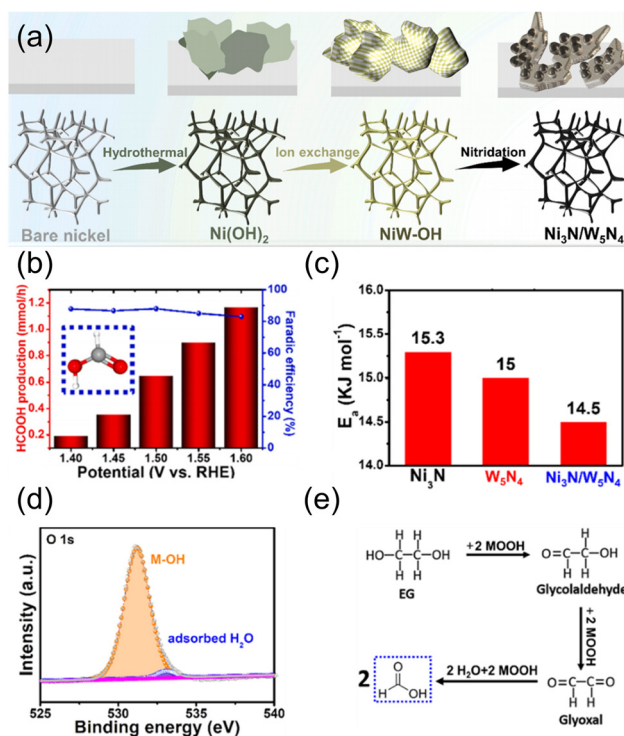 (a)
Hydrothermal
Ion exchange
Nitridation
Bare nickel
Ni(OH)₂
NiW-OH
Ni₃N/W₅N₄
(b)
HCOOH production (mmol/h)
1.2
1.0
0.8
0.6
0.4
0.2
100
80
60
40
20
0
Faradic efficiency (%)
1.40 1.45 1.50 1.55 1.60
Potential (V vs. RHE)
(c)
Eₐ (KJ mol⁻¹)
16.0
15.5
15.0
14.5
14.0
15.3
15
14.5
Ni₃N W₅N₄ Ni₃N/W₅N₄
(d)
O 1s
M-OH
adsorbed H₂O
Intensity (a.u.)
525 530 535 540
Binding energy (eV)
(e)
H H
HO-C-C-OH
H H
EG
+2 MOOH
H
O=C-C-OH
H H
Glycolaldehyde
+ 2 MOOH
O=C-C=O
H H
Glyoxal
2 H₂O+2 MOOH
2
O
H OH